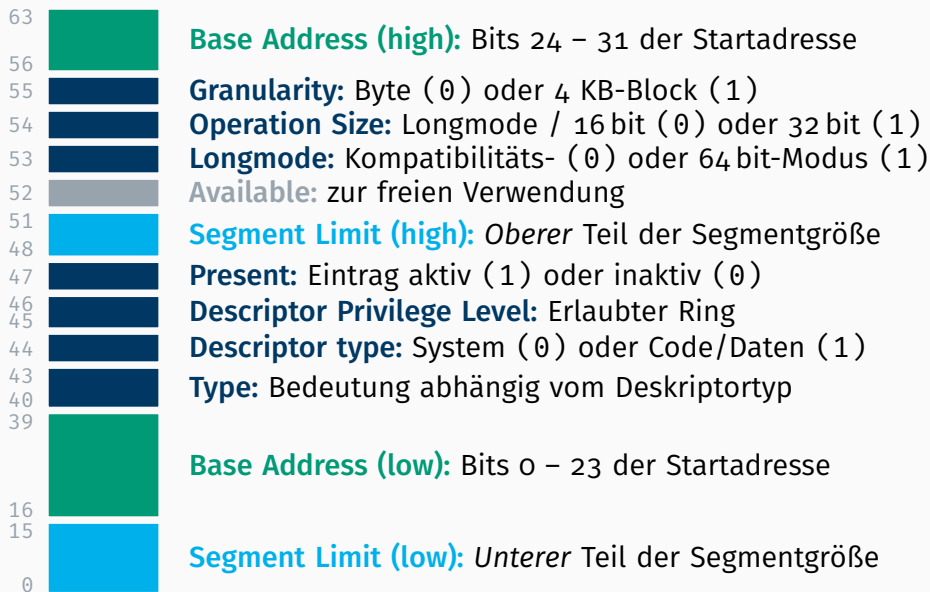 63
Base Address (high): Bits 24 – 31 der Startadresse
56
55 Granularity: Byte (0) oder 4 KB-Block (1)
54 Operation Size: Longmode / 16 bit (0) oder 32 bit (1)
53 Longmode: Kompatibilitäts- (0) oder 64 bit-Modus (1)
52 Available: zur freien Verwendung
51
Segment Limit (high): Oberer Teil der Segmentgröße
48
47 Present: Eintrag aktiv (1) oder inaktiv (0)
46
Descriptor Privilege Level: Erlaubter Ring
45
44 Descriptor type: System (0) oder Code/Daten (1)
43
Type: Bedeutung abhängig vom Deskriptortyp
40
39
Base Address (low): Bits 0 – 23 der Startadresse
16
15
Segment Limit (low): Unterer Teil der Segmentgröße
0